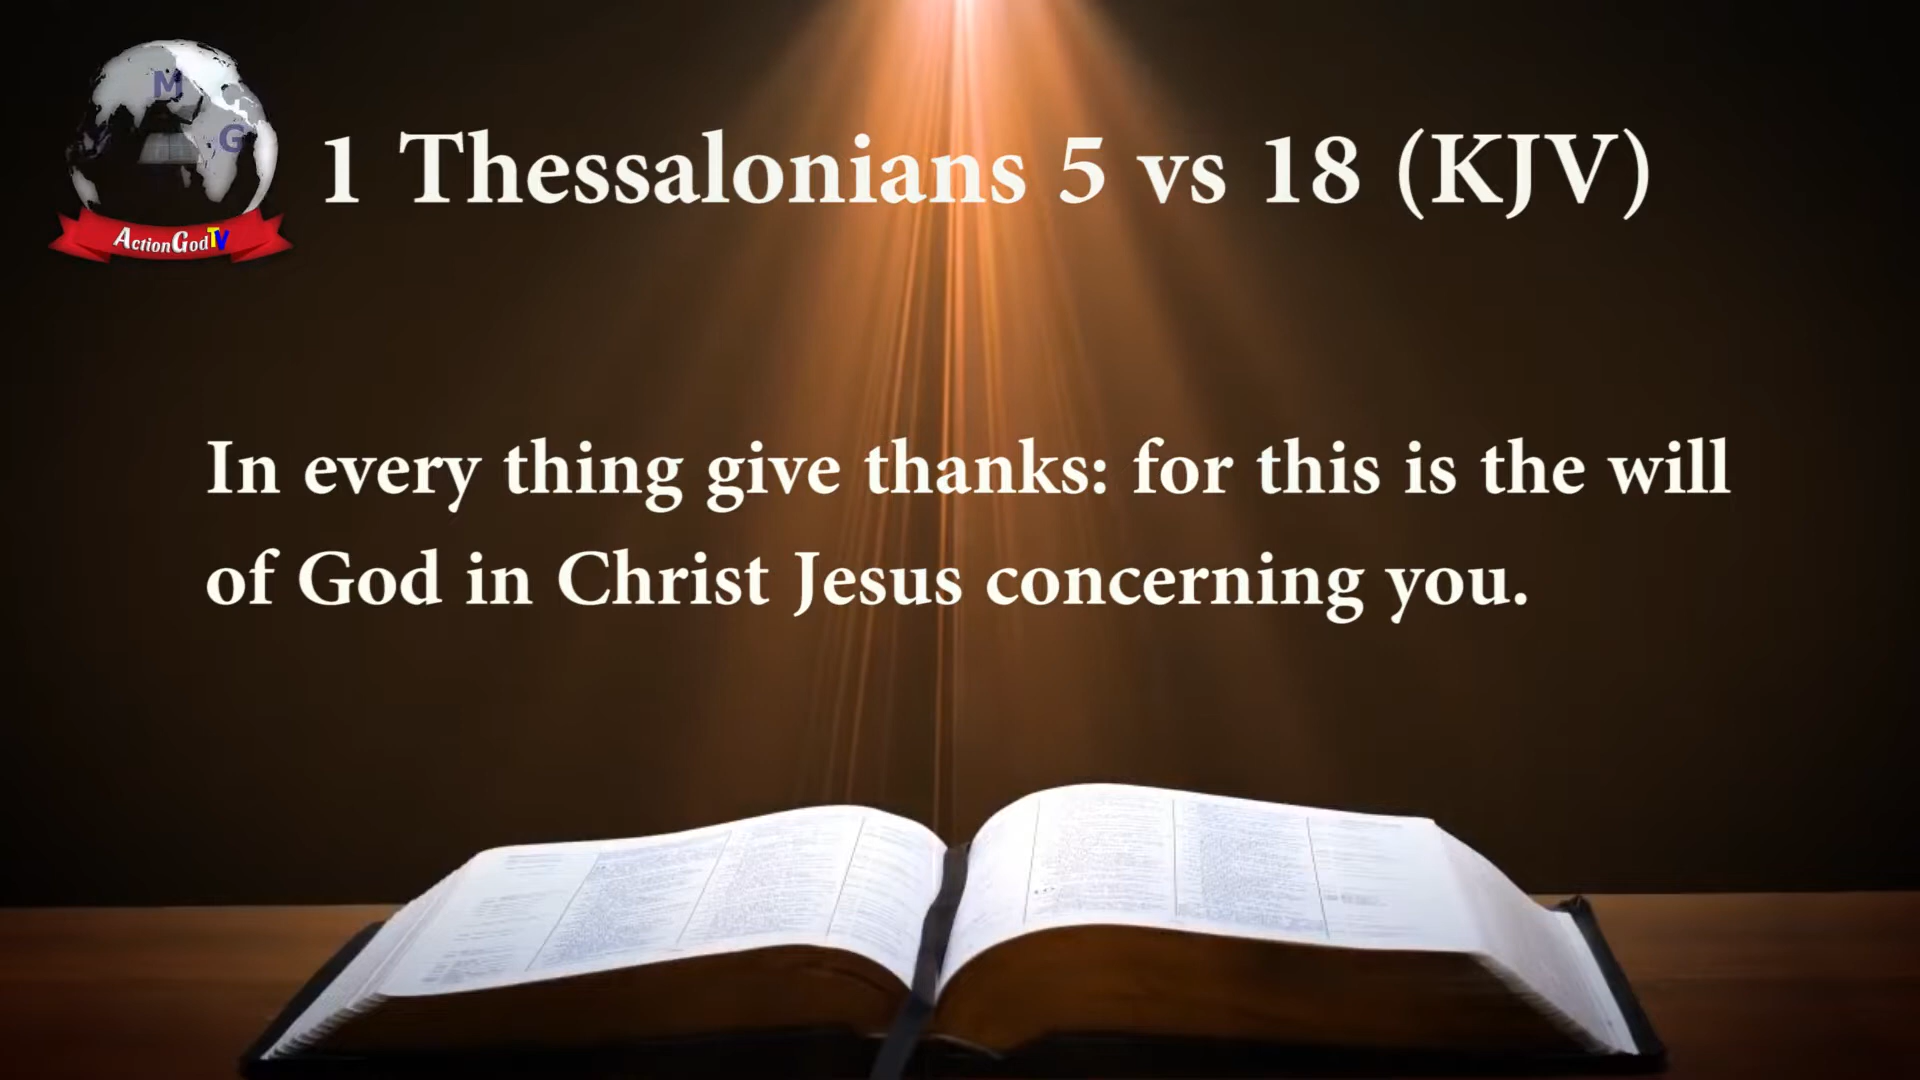 M
G
ActionGodTV
1 Thessalonians 5 vs 18 (KJV)
In every thing give thanks: for this is the will
of God in Christ Jesus concerning you.